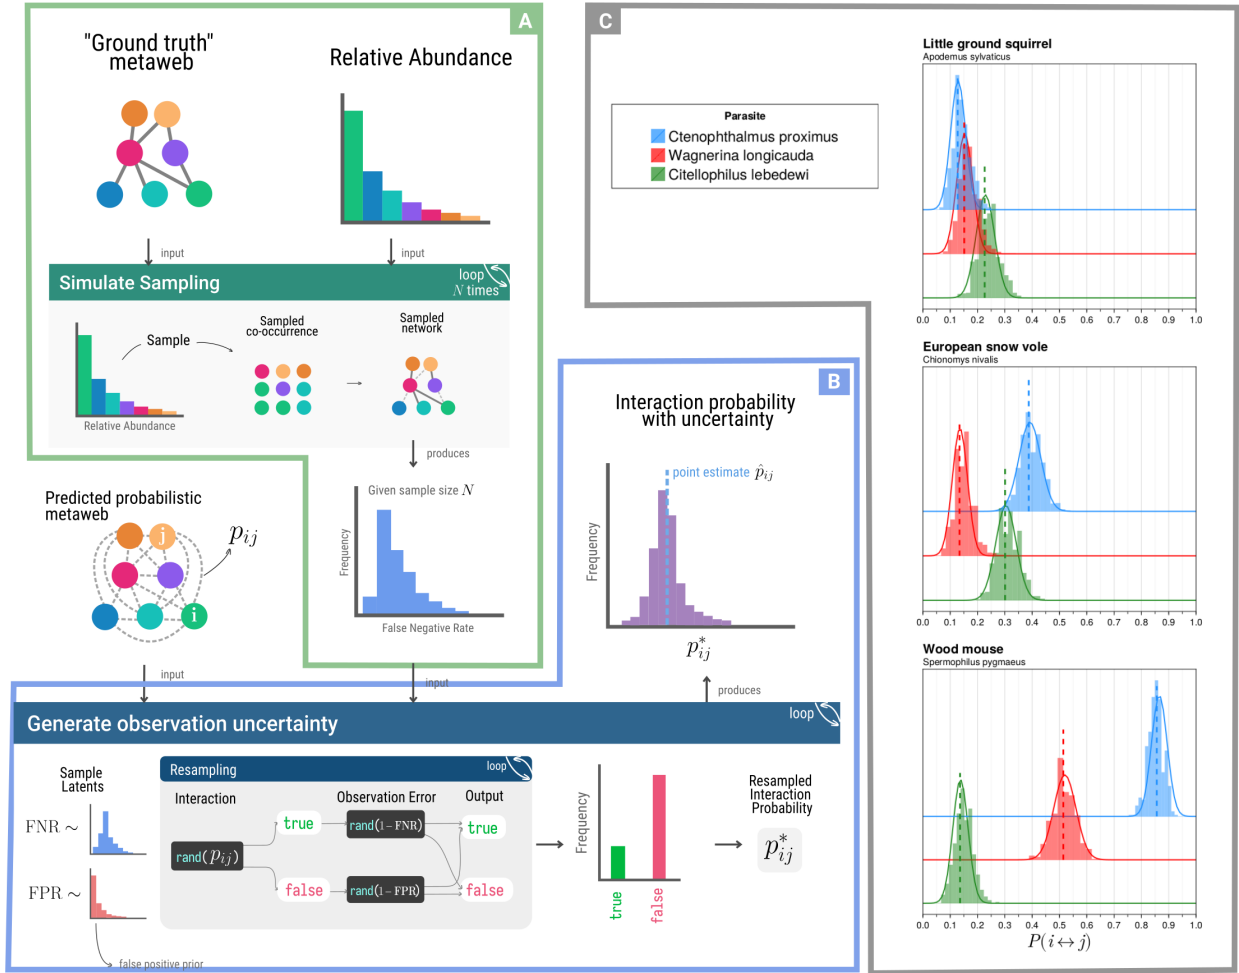 A
"Ground truth"
metaweb
Relative Abundance
input
input
Simulate Sampling
loop
N times
Sample
Relative Abundance
Sampled
co-occurrence
Sampled
network
produces
Given sample size N
Frequency
False Negative Rate
Predicted probabilistic
metaweb
j
i
p_ij
input
input
B
Interaction probability
with uncertainty
point estimate p̂_ij
Frequency
p*_ij
produces
Generate observation uncertainty
loop
Sample
Latents
FNR ~
FPR ~
false positive prior
Resampling
loop
Interaction
Observation Error
Output
rand(p_ij)
true
rand(1−FNR)
true
false
rand(1−FPR)
false
Frequency
true
false
Resampled
Interaction
Probability
p*_ij
C
Parasite
Ctenophthalmus proximus
Wagnerina longicauda
Citellophilus lebedewi
Little ground squirrel
Apodemus sylvaticus
0.0 0.1 0.2 0.3 0.4 0.5 0.6 0.7 0.8 0.9 1.0
European snow vole
Chionomys nivalis
0.0 0.1 0.2 0.3 0.4 0.5 0.6 0.7 0.8 0.9 1.0
Wood mouse
Spermophilus pygmaeus
0.0 0.1 0.2 0.3 0.4 0.5 0.6 0.7 0.8 0.9 1.0
P(i↔j)